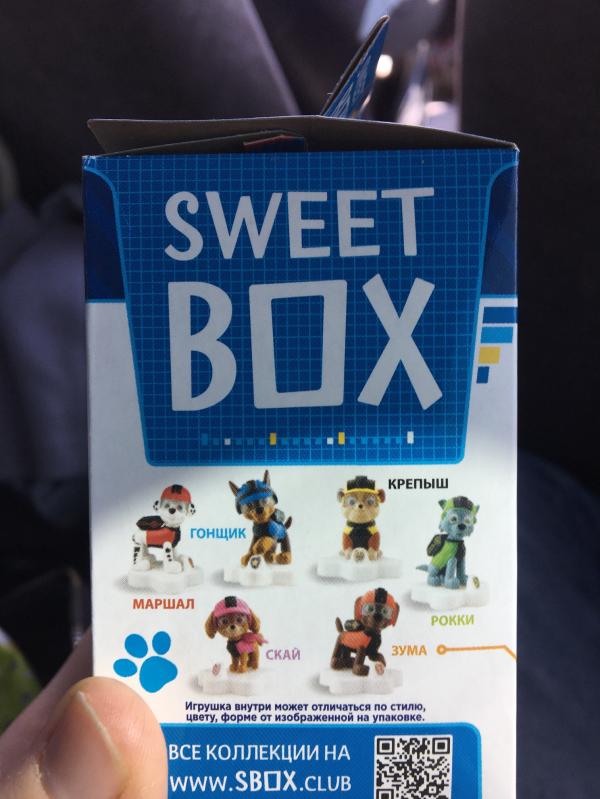 SWEET
BOX
КРЕПЫШ
ГОНЩИК
МАРШАЛ
РОККИ
СКАЙ
ЗУМА
Игрушка внутри может отличаться по стилю,
цвету, форме от изображенной на упаковке.
ВСЕ КОЛЛЕКЦИИ НА
WWW.SBOX.CLUB